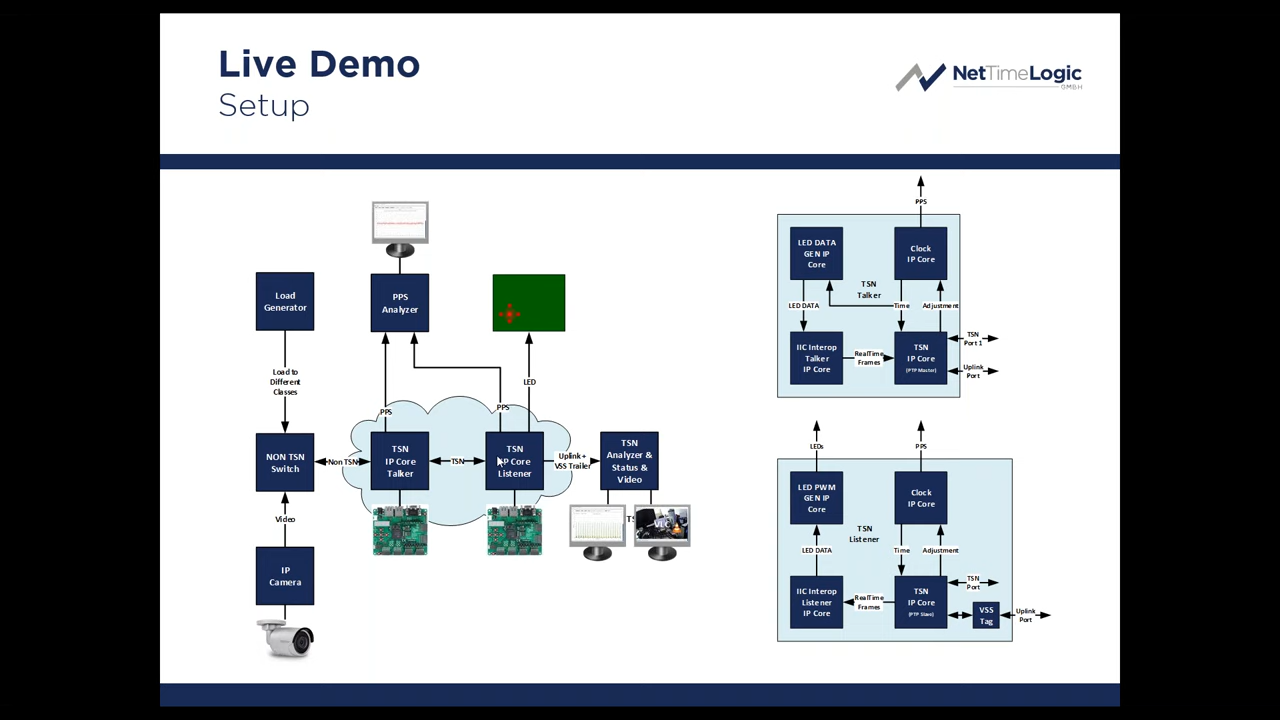 Live Demo
Setup
NetTimeLogic
GMBH
Load
Generator
PPS
Analyzer
Load to
Different
Classes
LED
PPS
PPS
NON TSN
Switch
Non TSN
TSN
IP Core
Talker
TSN
TSN
IP Core
Listener
Uplink +
VSS Trailer
TSN
Analyzer &
Status &
Video
Video
VLC
IP
Camera
PPS
LED DATA
GEN IP
Core
Clock
IP Core
TSN
Talker
LED DATA
Time
Adjustment
IIC Interop
Talker
IP Core
RealTime
Frames
TSN
IP Core
(PTP Master)
TSN
Port 1
Uplink
Port
LEDs
PPS
LED PWM
GEN IP
Core
Clock
IP Core
TSN
Listener
LED DATA
Time
Adjustment
IIC Interop
Listener
IP Core
RealTime
Frames
TSN
IP Core
(PTP Slave)
TSN
Port
VSS
Tag
Uplink
Port